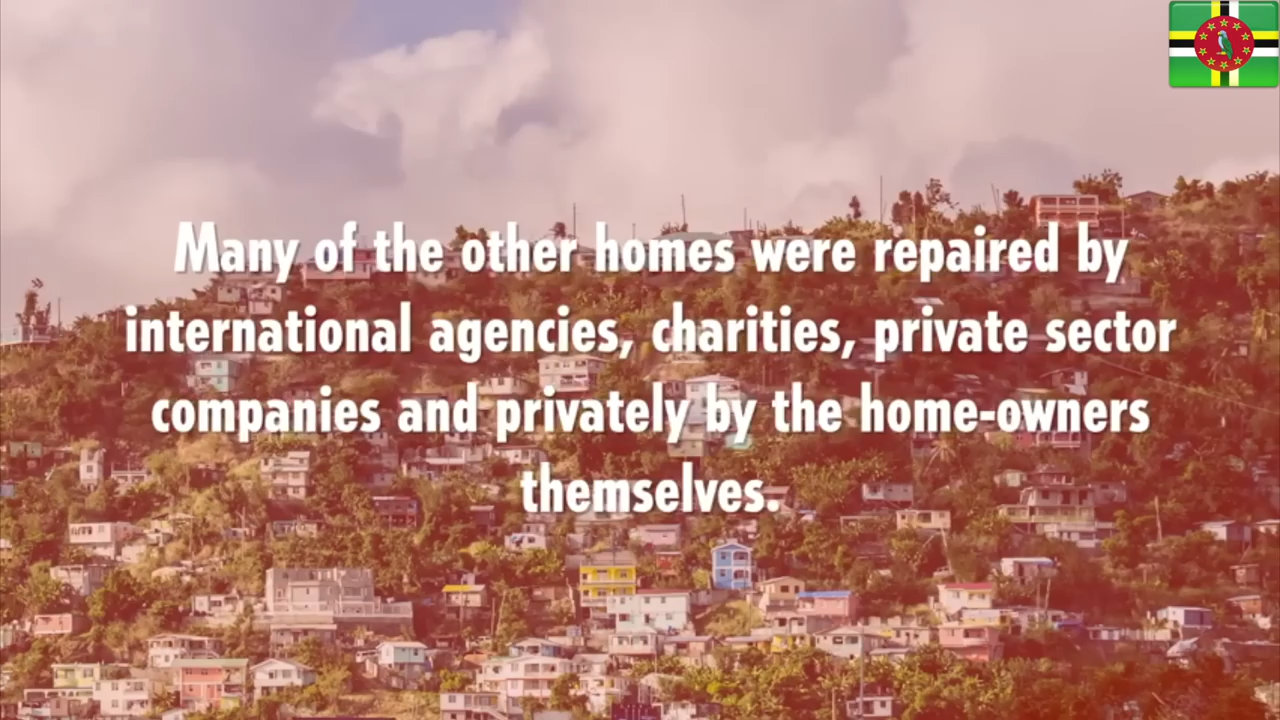 Many of the other homes were repaired by
international agencies, charities, private sector
companies and privately by the home-owners
themselves.